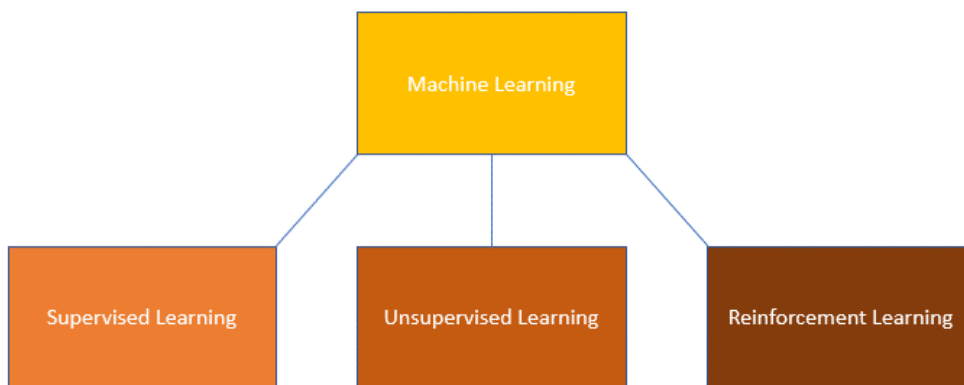 Machine Learning
Supervised Learning
Unsupervised Learning
Reinforcement Learning